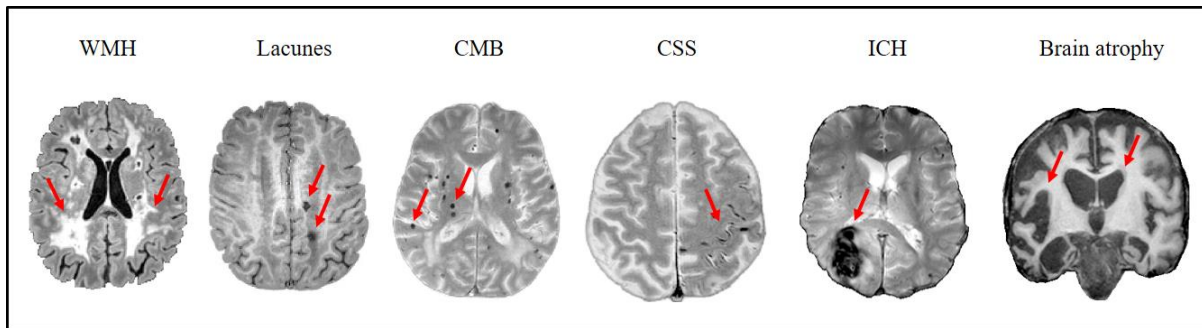 WMH
Lacunes
CMB
CSS
ICH
Brain atrophy